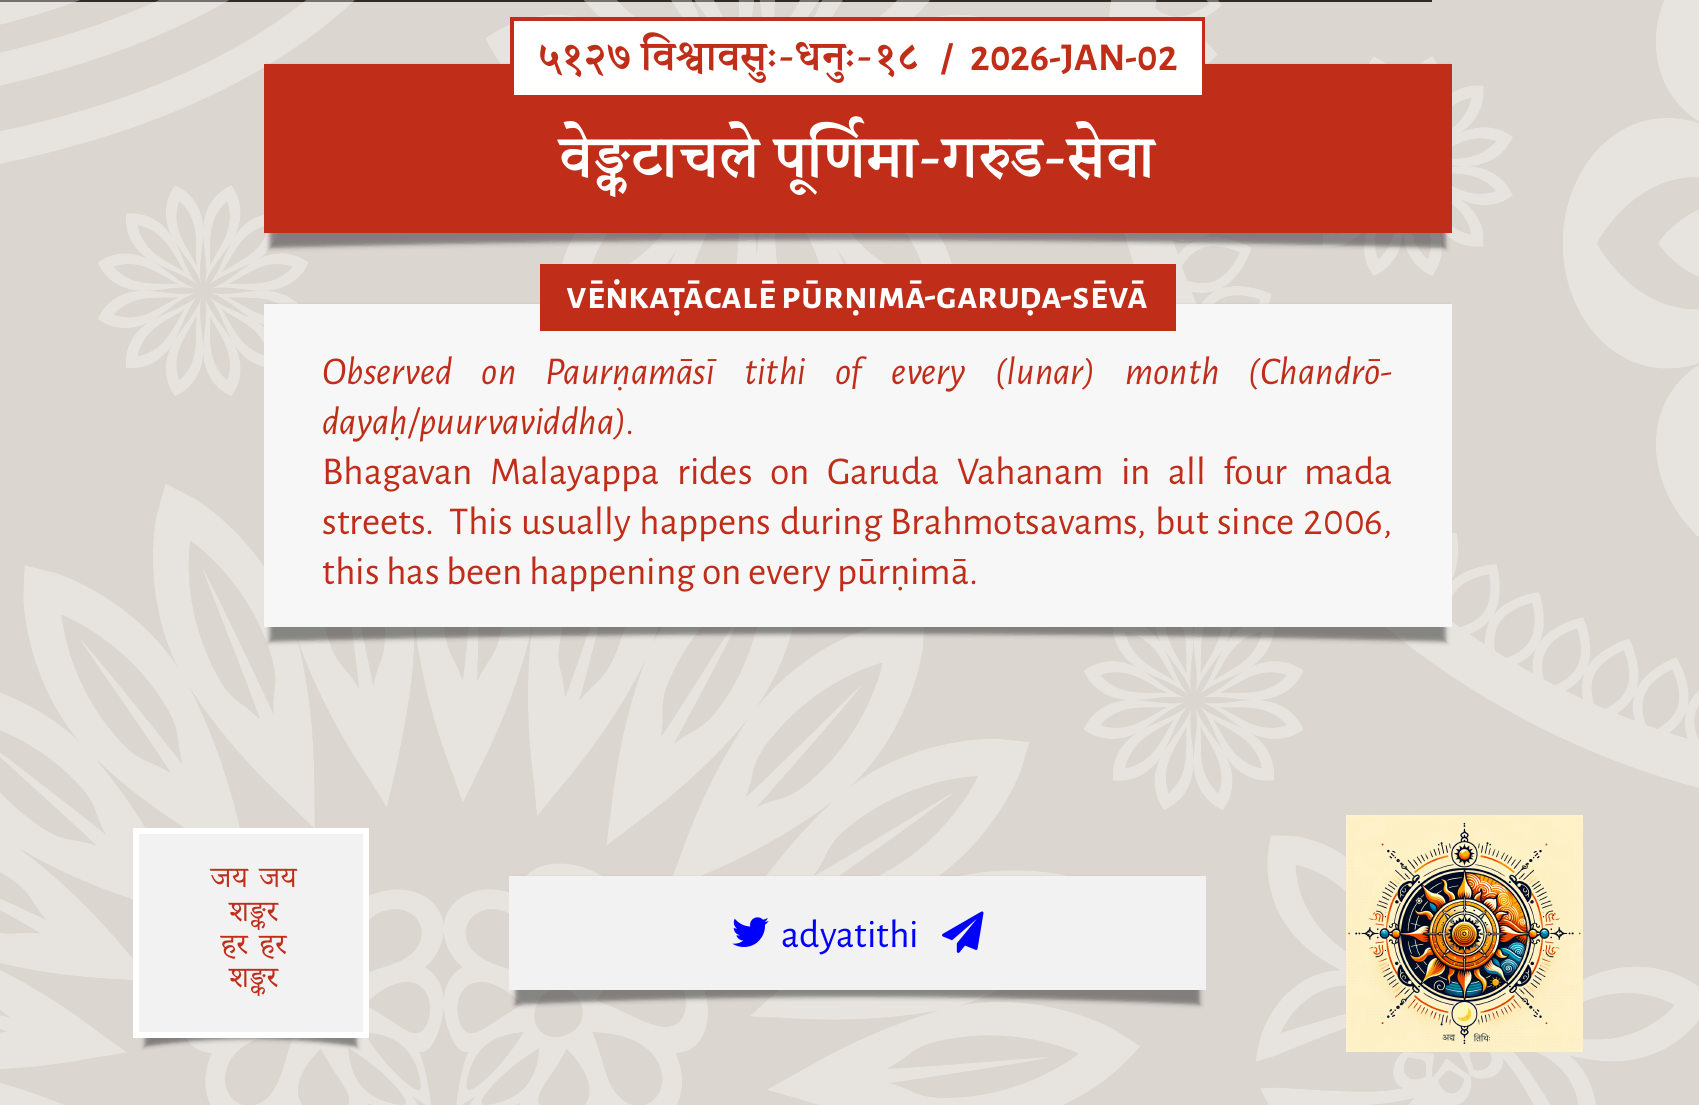 ५१२७ विश्वावसुः-धनुः-१८ / 2026-JAN-02
वेङ्कटाचले पूर्णिमा-गरुड-सेवा
VĒṄKAṬĀCALĒ PŪRṆIMĀ-GARUḌA-SĒVĀ
Observed on Paurṇamāsī tithi of every (lunar) month (Chandrō-
dayaḥ/puurvaviddha).
Bhagavan Malayappa rides on Garuda Vahanam in all four mada
streets. This usually happens during Brahmotsavams, but since 2006,
this has been happening on every pūrṇimā.
जय जय
शङ्कर
हर हर
शङ्कर
adyatithi
अद्य तिथिः